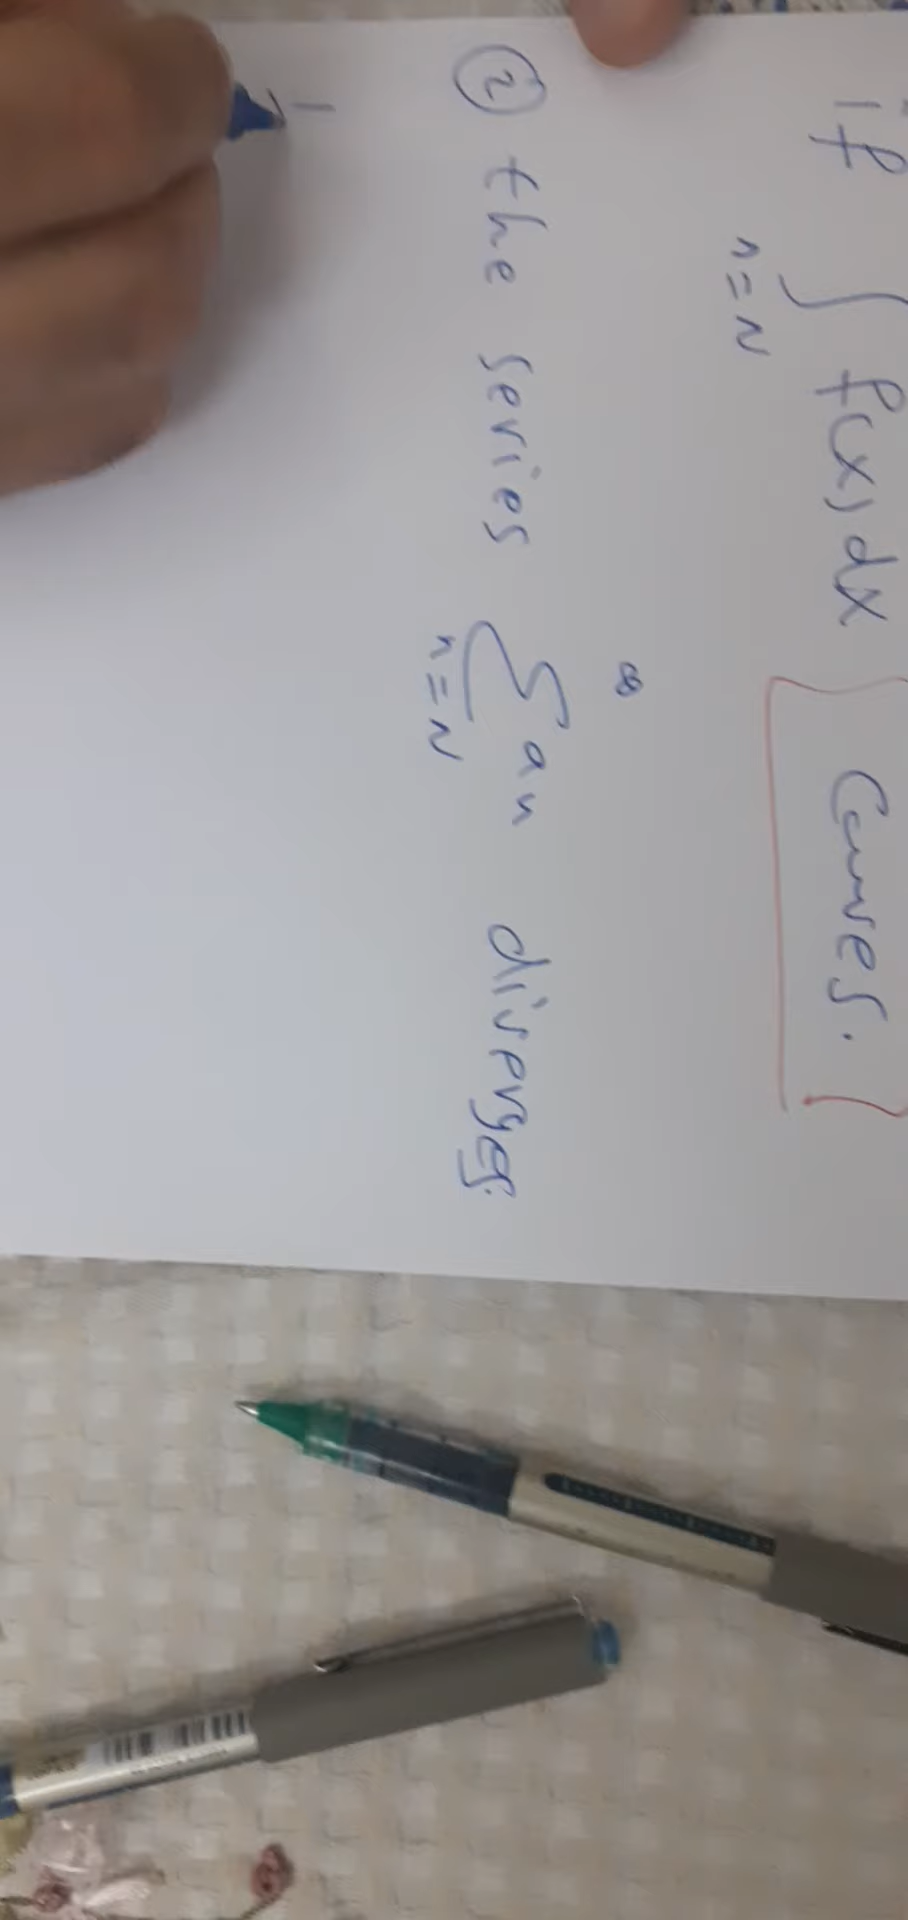 if ∫ f(x) dx Conves.
n=N
② the series ∑ an diverges.
∞
n=N